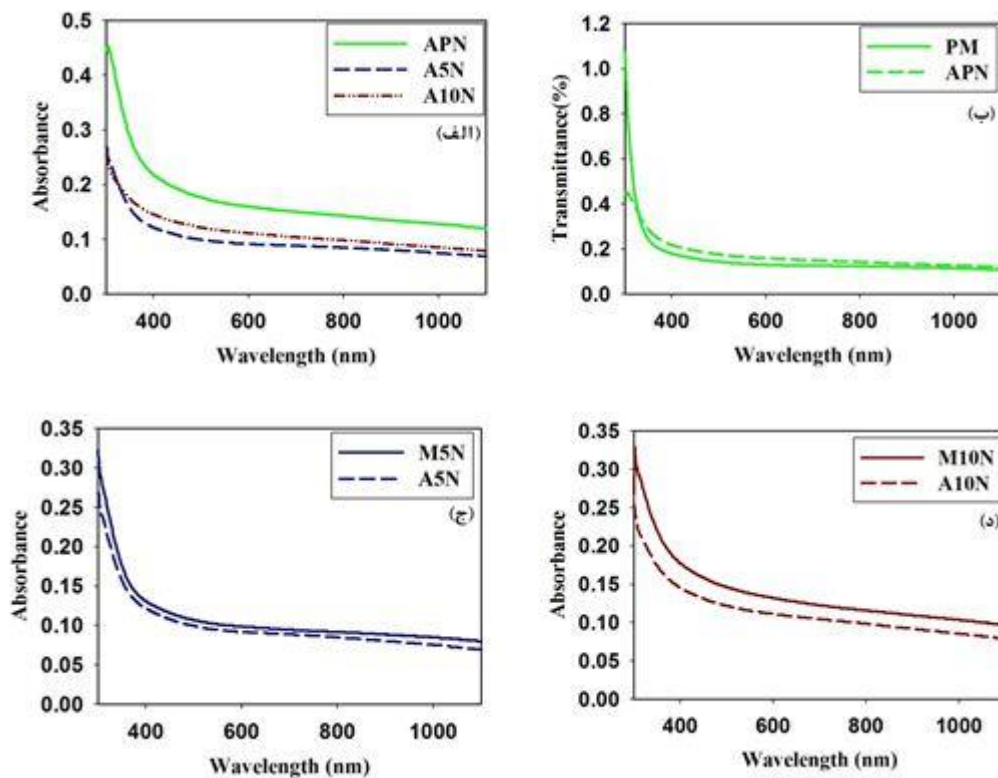 0.5
0.4
0.3
0.2
0.1
0.0
Absorbance
APN
A5N
A10N
(الف)
400 600 800 1000
Wavelength (nm)
1.2
1.0
0.8
0.6
0.4
0.2
0.0
Transmittance(%)
PM
APN
(ب)
400 600 800 1000
Wavelength (nm)
0.35
0.30
0.25
0.20
0.15
0.10
0.05
0.00
Absorbance
M5N
A5N
(ج)
400 600 800 1000
Wavelength (nm)
0.35
0.30
0.25
0.20
0.15
0.10
0.05
0.00
Absorbance
M10N
A10N
(د)
400 600 800 1000
Wavelength (nm)